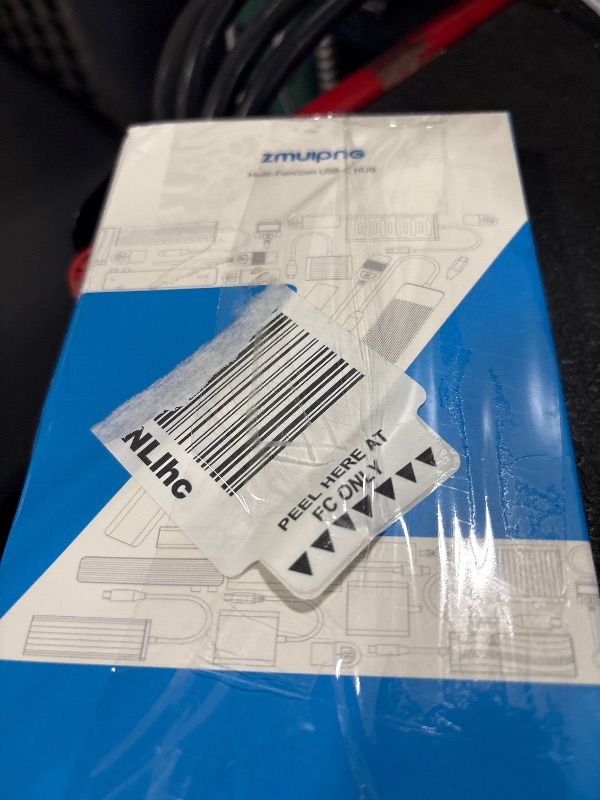 zmuipng
Multi-Function USB-C HUB
NLIhc
PEEL HERE AT
FC ONLY